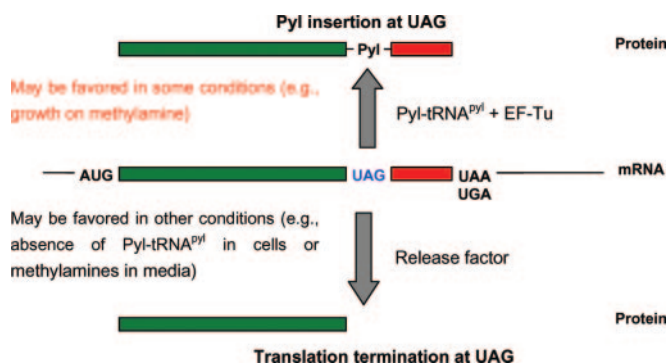 Pyl insertion at UAG
Pyl
Protein
May be favored in some conditions (e.g.,
growth on methylamine)
Pyl-tRNApyl + EF-Tu
AUG
UAG
UAA
UGA
mRNA
May be favored in other conditions (e.g.,
absence of Pyl-tRNApyl in cells or
methylamines in media)
Release factor
Protein
Translation termination at UAG